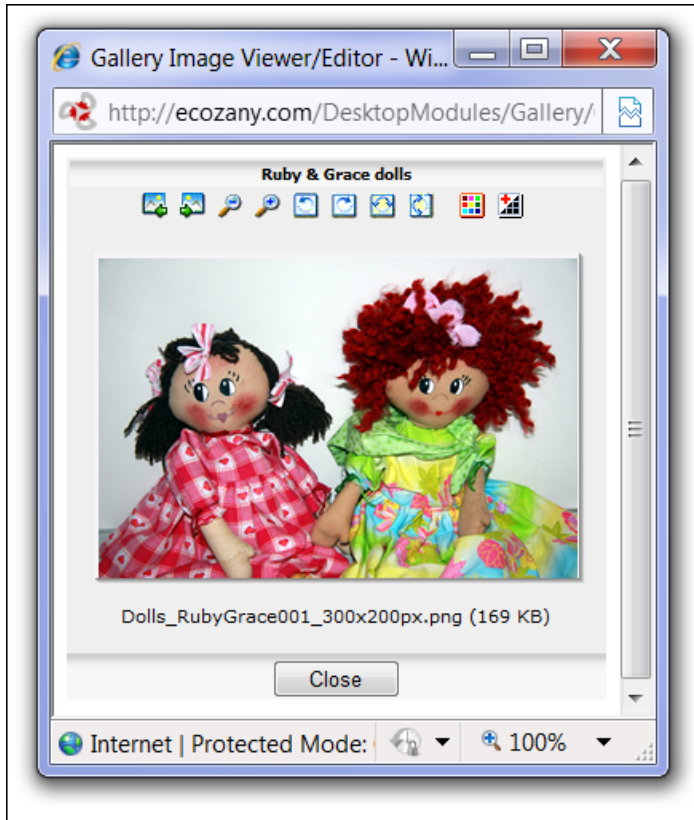 Gallery Image Viewer/Editor - Wi...
http://ecozany.com/DesktopModules/Gallery/
Ruby & Grace dolls
Dolls_RubyGrace001_300x200px.png (169 KB)
Close
Internet | Protected Mode:
100%